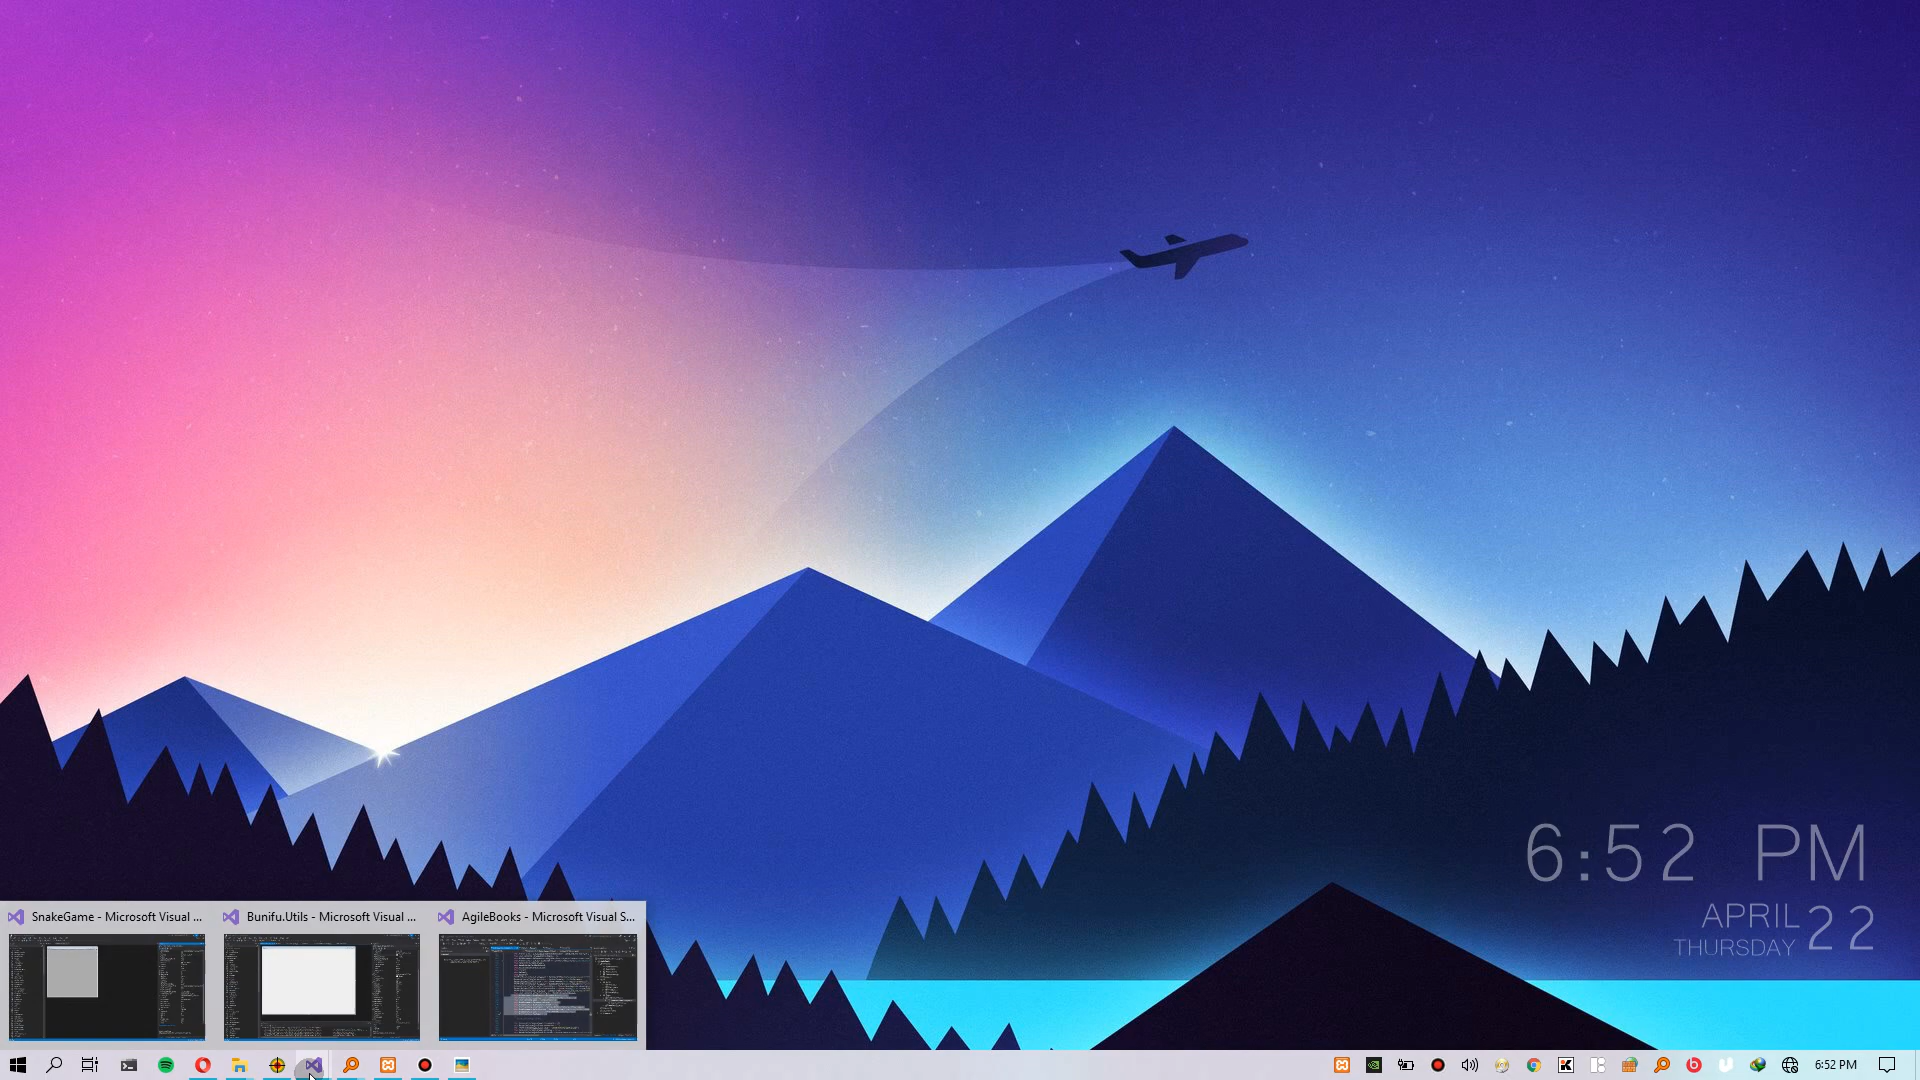 6:52 PM
APRIL 22
THURSDAY
SnakeGame - Microsoft Visual ...
Bunifu.Utils - Microsoft Visual ...
AgileBooks - Microsoft Visual S...
6:52 PM